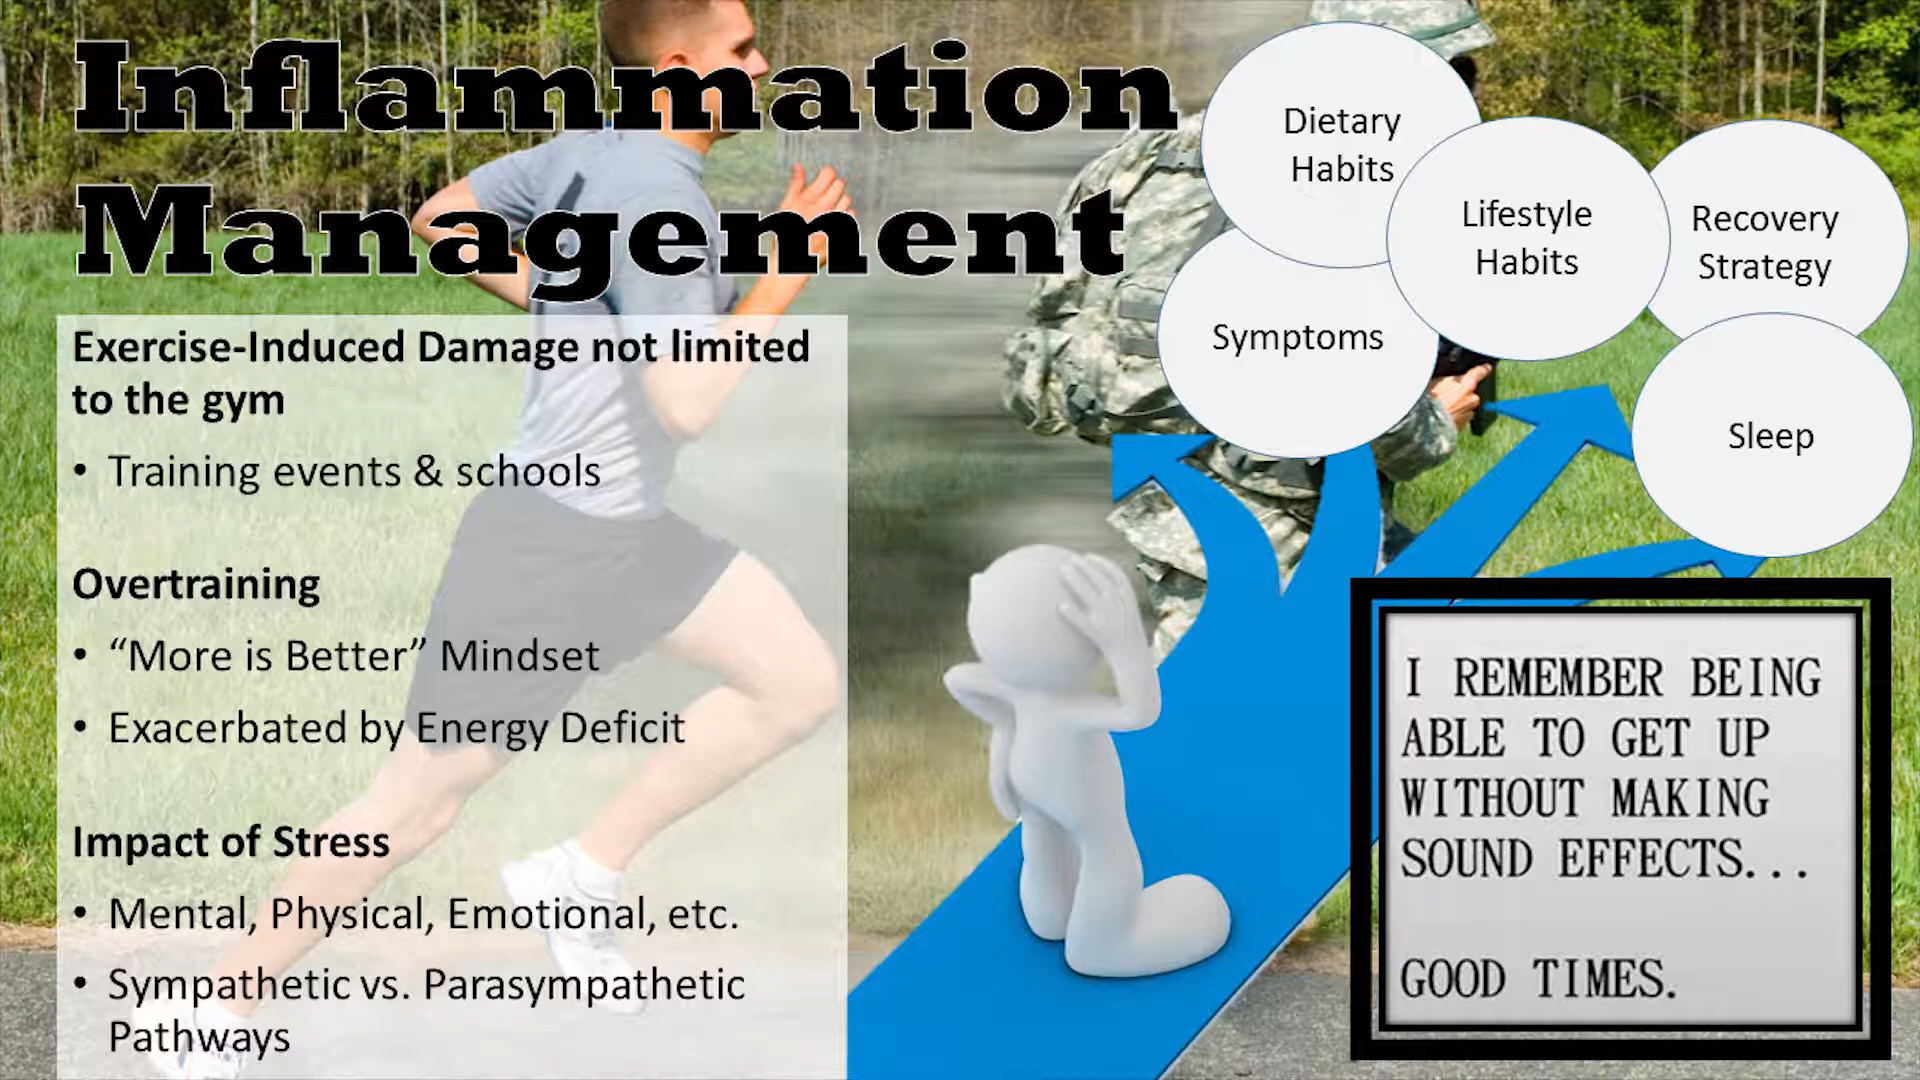 Inflammation
Management
Exercise-Induced Damage not limited
to the gym
• Training events & schools
Overtraining
• “More is Better” Mindset
• Exacerbated by Energy Deficit
Impact of Stress
• Mental, Physical, Emotional, etc.
• Sympathetic vs. Parasympathetic
Pathways
Dietary
Habits
Lifestyle
Habits
Recovery
Strategy
Symptoms
Sleep
I REMEMBER BEING
ABLE TO GET UP
WITHOUT MAKING
SOUND EFFECTS...
GOOD TIMES.